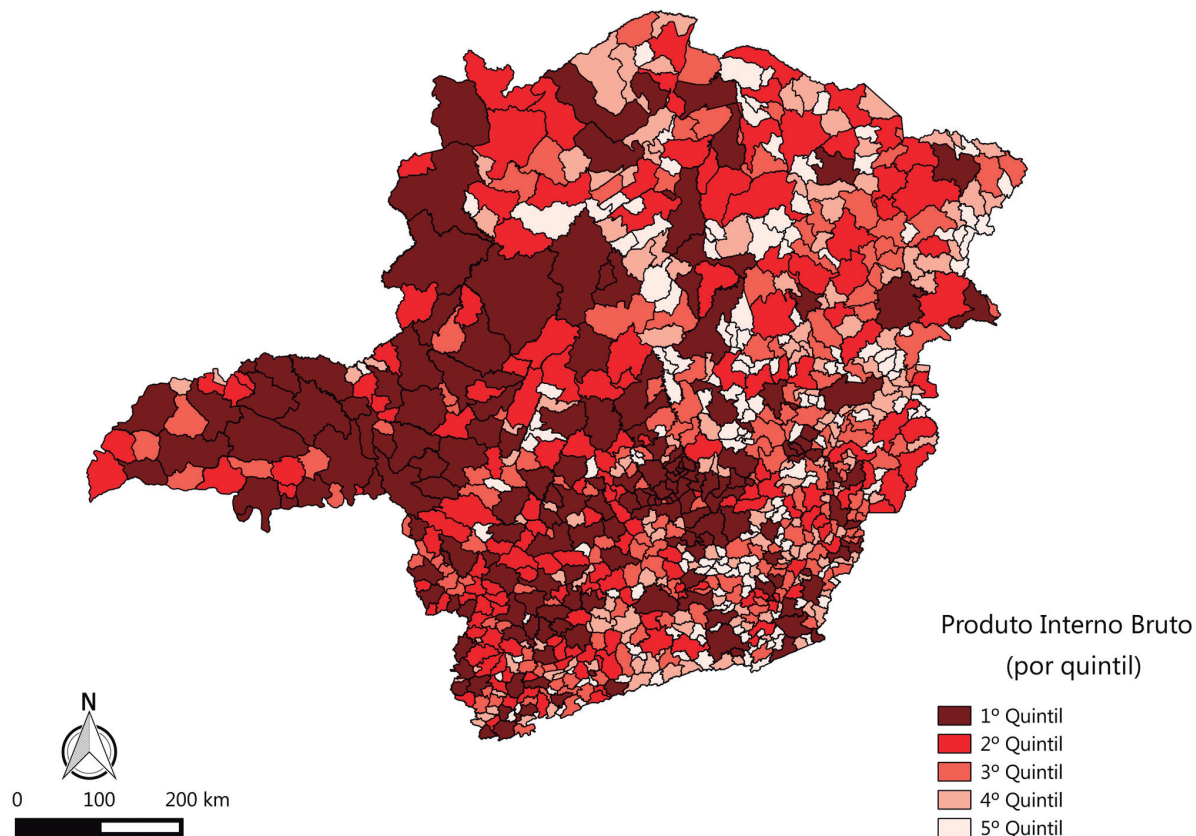 Produto Interno Bruto
(por quintil)
1º Quintil
2º Quintil
3º Quintil
4º Quintil
5º Quintil
N
0 100 200 km